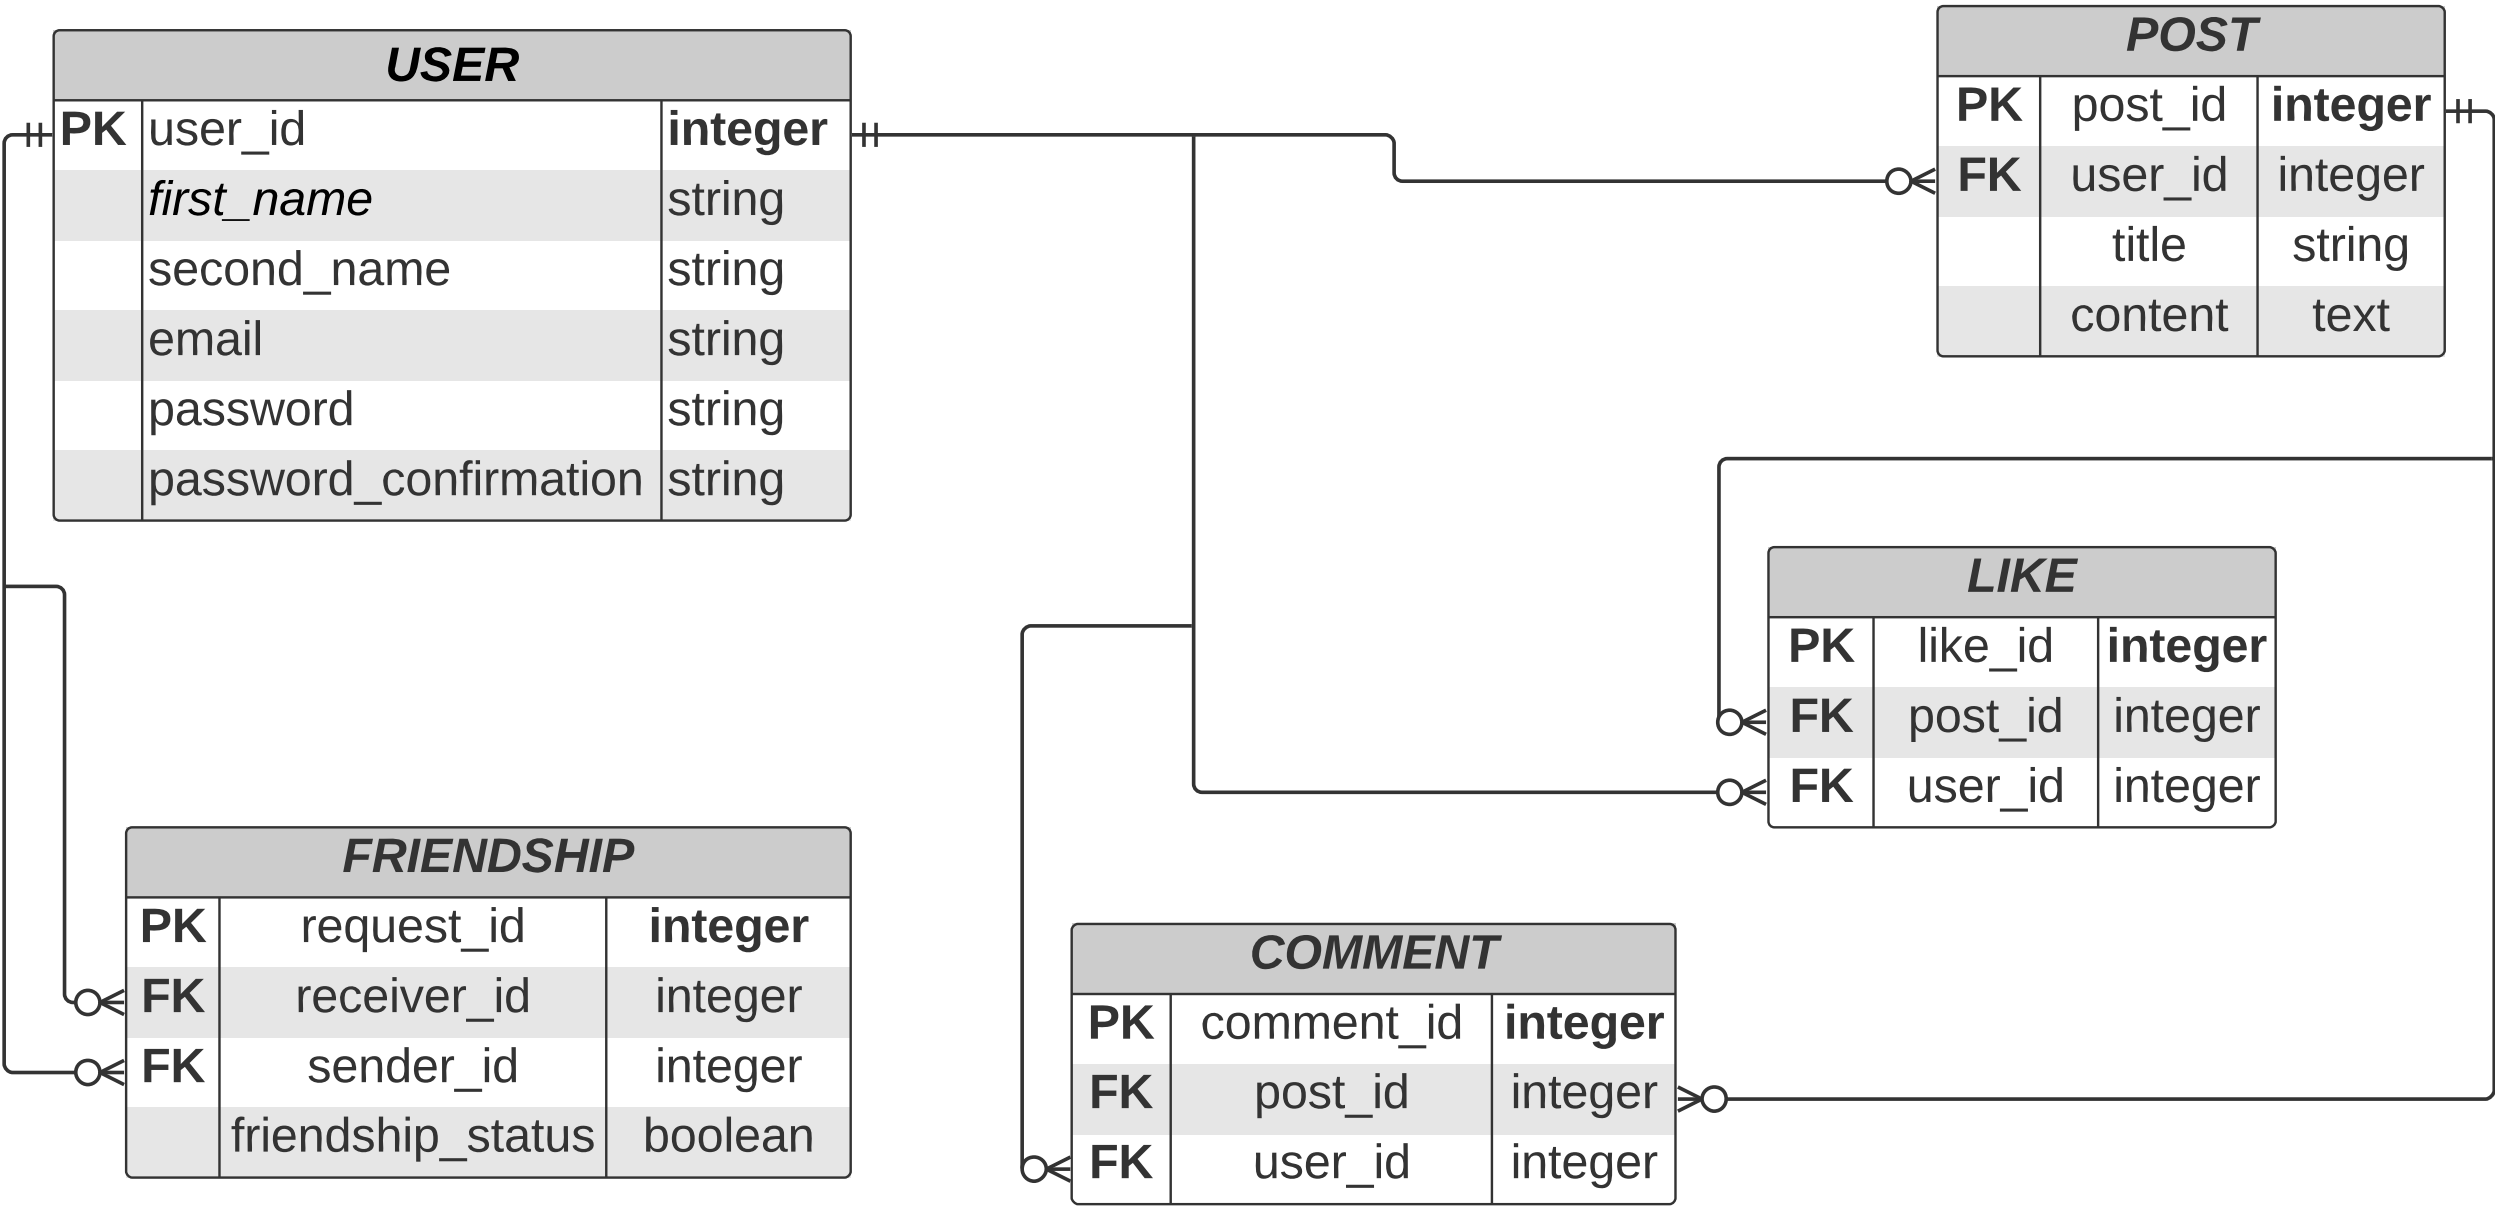 USER
PK user_id integer
first_name string
second_name string
email string
password string
password_confirmation string
POST
PK post_id integer
FK user_id integer
title string
content text
LIKE
PK like_id integer
FK post_id integer
FK user_id integer
FRIENDSHIP
PK request_id integer
FK receiver_id integer
FK sender_id integer
friendship_status boolean
COMMENT
PK comment_id integer
FK post_id integer
FK user_id integer